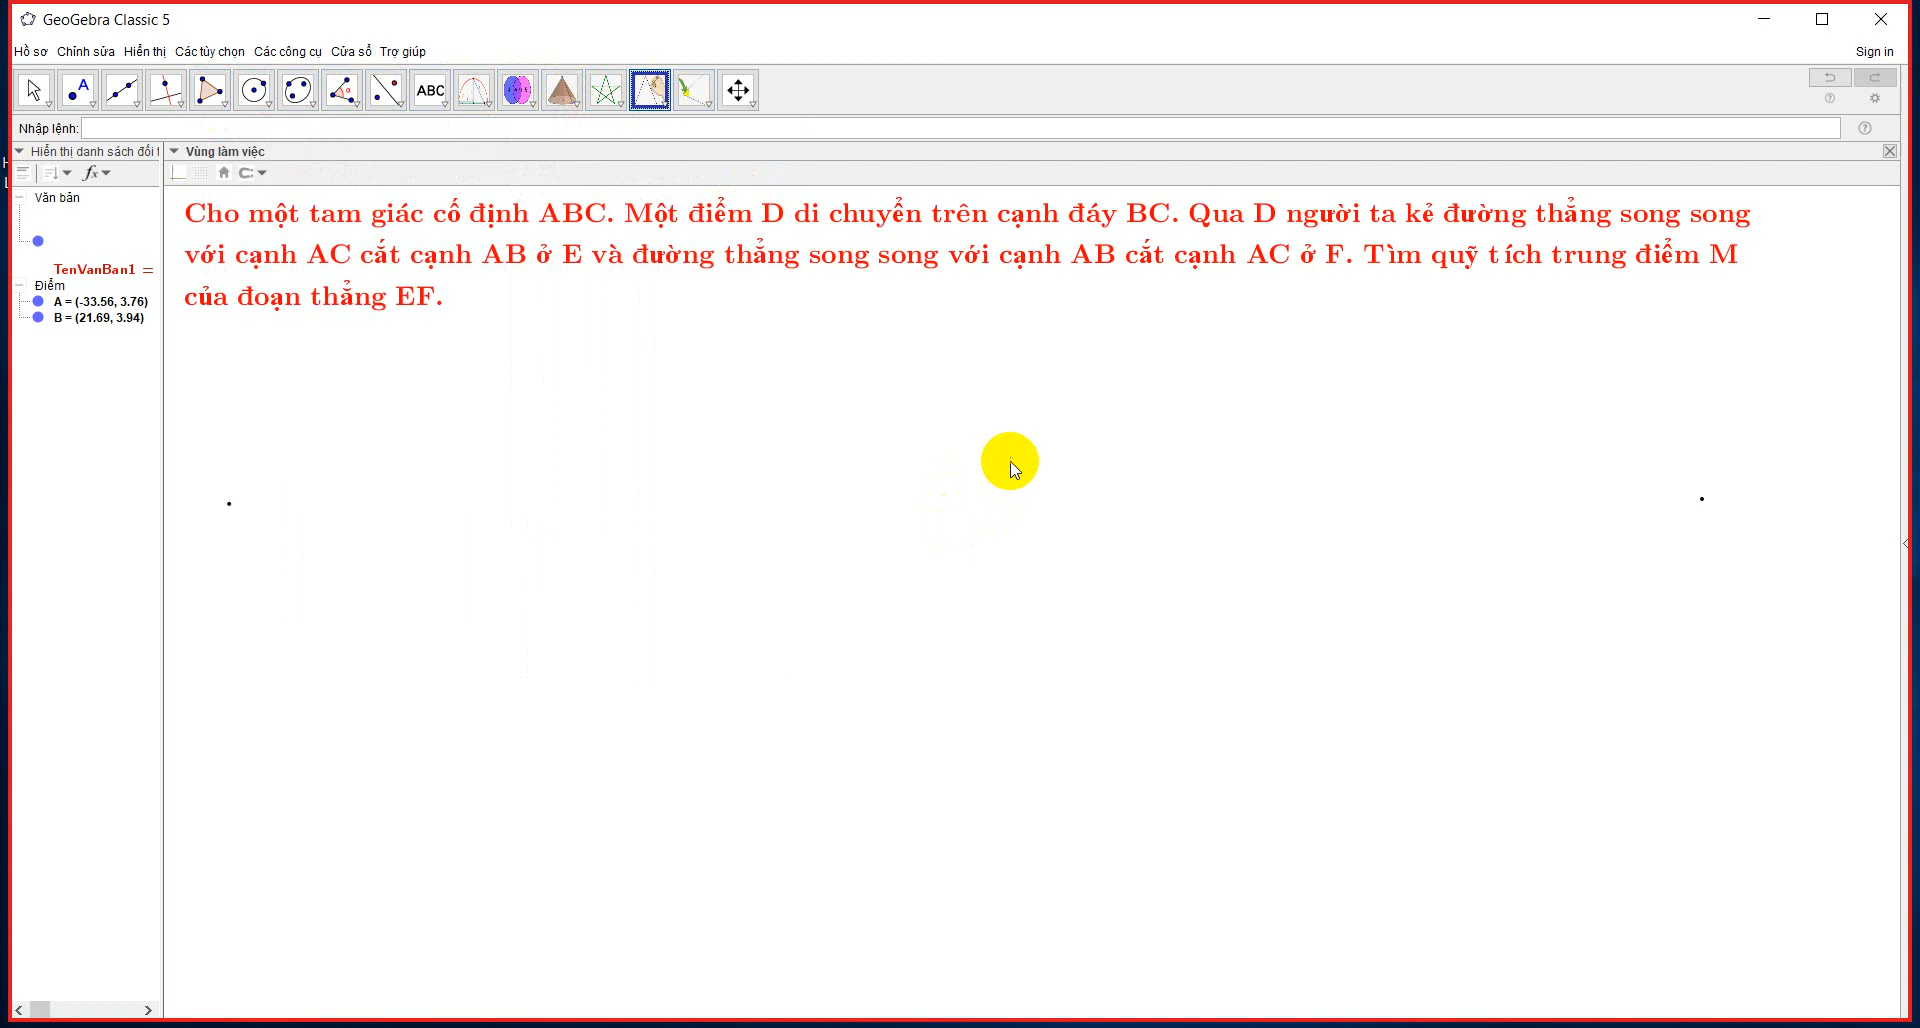 GeoGebra Classic 5
Hồ sơ Chỉnh sửa Hiển thị Các tùy chọn Các công cụ Cửa sổ Trợ giúp
Sign in
A
ABC
Nhập lệnh:
Hiển thị danh sách đối t
Vùng làm việc
Văn bản
TenVanBan1 =
Điểm
A = (-33.56, 3.76)
B = (21.69, 3.94)
Cho một tam giác cố định ABC. Một điểm D di chuyển trên cạnh đáy BC. Qua D người ta kẻ đường thẳng song song
với cạnh AC cắt cạnh AB ở E và đường thẳng song song với cạnh AB cắt cạnh AC ở F. Tìm quỹ tích trung điểm M
của đoạn thẳng EF.